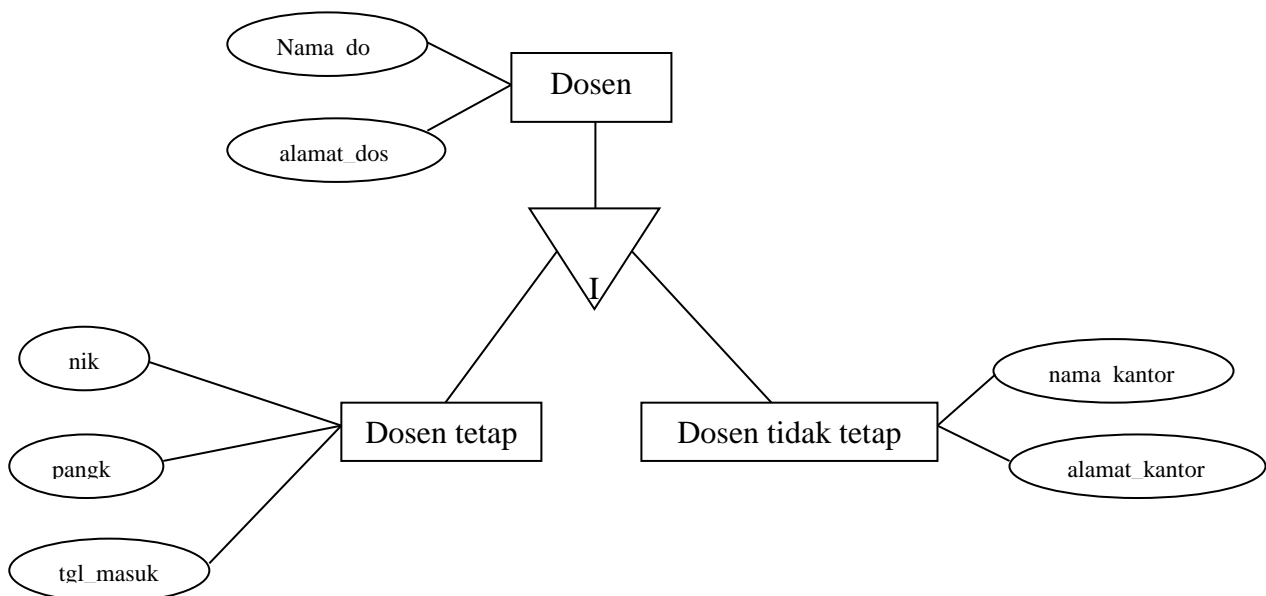 Nama_do
Dosen
alamat_dos
I
nik
nama_kantor
Dosen tetap
Dosen tidak tetap
pangk
alamat_kantor
tgl_masuk